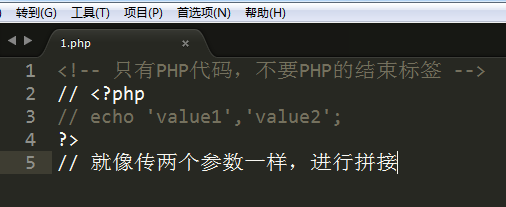 ) 转到(G) 工具(T) 项目(P) 首选项(N) 帮助(H)
1.php ×
1 <!-- 只有PHP代码，不要PHP的结束标签 -->
2 // <?php
3 // echo 'value1','value2';
4 ?>
5 // 就像传两个参数一样，进行拼接